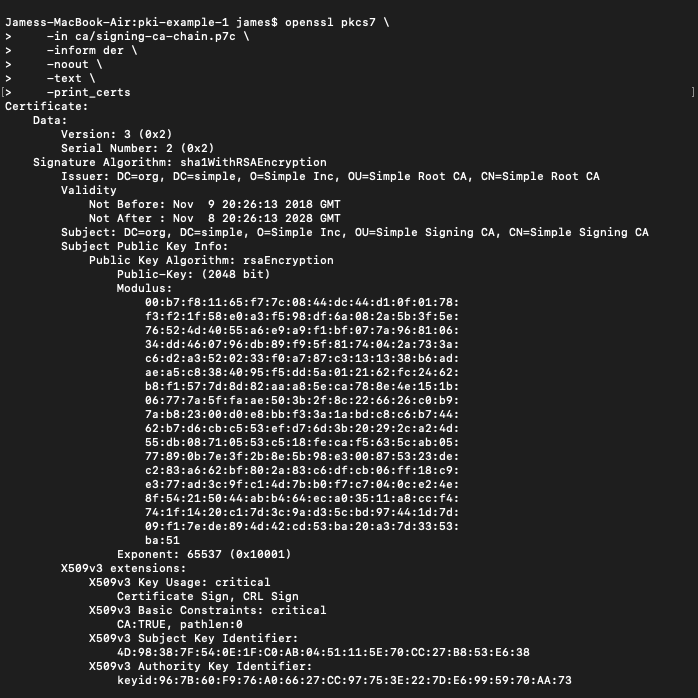 Jamess-MacBook-Air:pki-example-1 james$ openssl pkcs7 \
>     -in ca/signing-ca-chain.p7c \
>     -inform der \
>     -noout \
>     -text \
[>     -print_certs ]
Certificate:
    Data:
        Version: 3 (0x2)
        Serial Number: 2 (0x2)
    Signature Algorithm: sha1WithRSAEncryption
        Issuer: DC=org, DC=simple, O=Simple Inc, OU=Simple Root CA, CN=Simple Root CA
        Validity
            Not Before: Nov  9 20:26:13 2018 GMT
            Not After : Nov  8 20:26:13 2028 GMT
        Subject: DC=org, DC=simple, O=Simple Inc, OU=Simple Signing CA, CN=Simple Signing CA
        Subject Public Key Info:
            Public Key Algorithm: rsaEncryption
                Public-Key: (2048 bit)
                Modulus:
                    00:b7:f8:11:65:f7:7c:08:44:dc:44:d1:0f:01:78:
                    f3:f2:1f:58:e0:a3:f5:98:df:6a:08:2a:5b:3f:5e:
                    76:52:4d:40:55:a6:e9:a9:f1:bf:07:7a:96:81:06:
                    34:dd:46:07:96:db:89:f9:5f:81:74:04:2a:73:3a:
                    c6:d2:a3:52:02:33:f0:a7:87:c3:13:13:38:b6:ad:
                    ae:a5:c8:38:40:95:f5:dd:5a:01:21:62:fc:24:62:
                    b8:f1:57:7d:8d:82:aa:a8:5e:ca:78:8e:4e:15:1b:
                    06:77:7a:5f:fa:ae:50:3b:2f:8c:22:66:26:c0:b9:
                    7a:b8:23:00:d0:e8:bb:f3:3a:1a:bd:c8:c6:b7:44:
                    62:b7:d6:cb:c5:53:ef:d7:6d:3b:20:29:2c:a2:4d:
                    55:db:08:71:05:53:c5:18:fe:ca:f5:63:5c:ab:05:
                    77:89:0b:7e:3f:2b:8e:5b:98:e3:00:87:53:23:de:
                    c2:83:a6:62:bf:80:2a:83:c6:df:cb:06:ff:18:c9:
                    e3:77:ad:3c:9f:c1:4d:7b:b0:f7:c7:04:0c:e2:4e:
                    8f:54:21:50:44:ab:b4:64:ec:a0:35:11:a8:cc:f4:
                    74:1f:14:20:c1:7d:3c:9a:d3:5c:bd:97:44:1d:7d:
                    09:f1:7e:de:89:4d:42:cd:53:ba:20:a3:7d:33:53:
                    ba:51
                Exponent: 65537 (0x10001)
        X509v3 extensions:
            X509v3 Key Usage: critical
                Certificate Sign, CRL Sign
            X509v3 Basic Constraints: critical
                CA:TRUE, pathlen:0
            X509v3 Subject Key Identifier:
                4D:98:38:7F:54:0E:1F:C0:AB:04:51:11:5E:70:CC:27:B8:53:E6:38
            X509v3 Authority Key Identifier:
                keyid:96:7B:60:F9:76:A0:66:27:CC:97:75:3E:22:7D:E6:99:59:70:AA:73